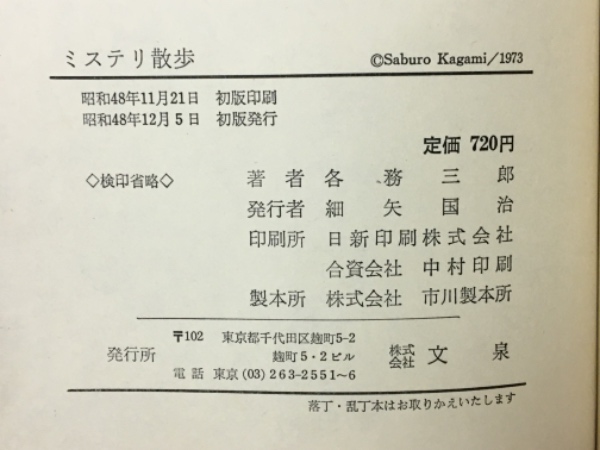 ミステリ散歩
©Saburo Kagami/1973
昭和48年11月21日 初版印刷
昭和48年12月5日 初版発行
定価 720円
◇検印省略◇
著者 各務三郎
発行者 細矢国治
印刷所 日新印刷株式会社
合資会社 中村印刷
製本所 株式会社 市川製本所
発行所
〒102 東京都千代田区麹町5-2
麹町5・2ビル
電話 東京(03)263-2551~6
株式会社 文泉
落丁・乱丁本はお取りかえいたします